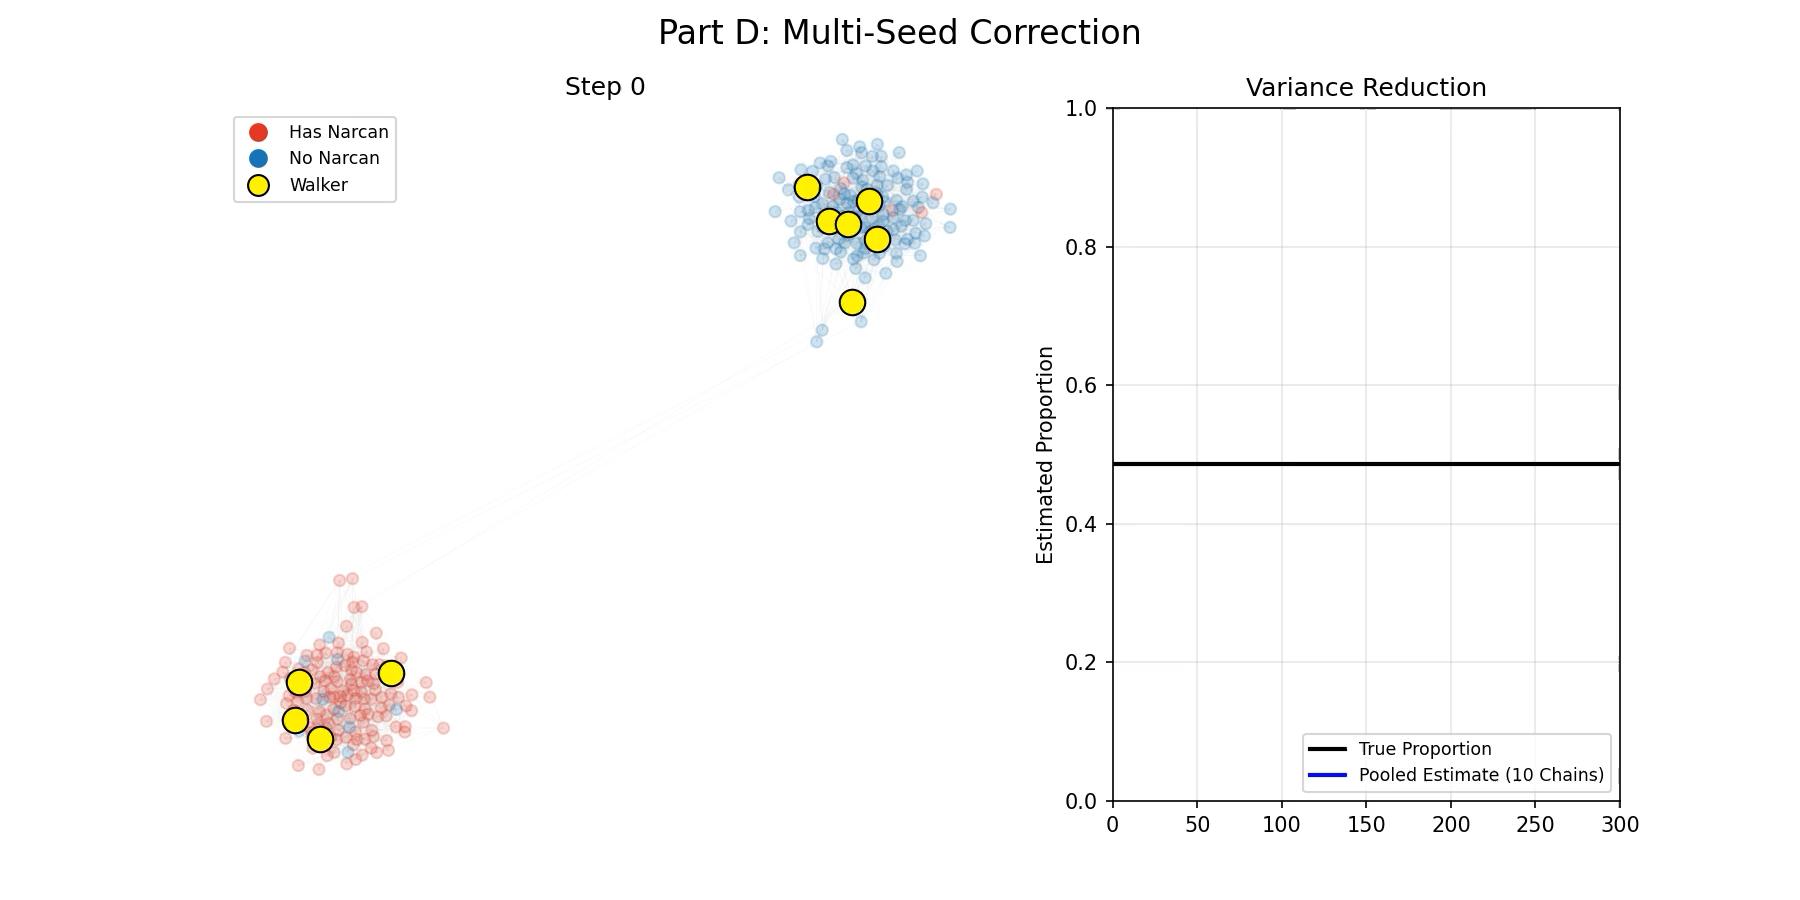 Part D: Multi-Seed Correction
Step 0
Has Narcan
No Narcan
Walker
Variance Reduction
Estimated Proportion
1.0
0.8
0.6
0.4
0.2
0.0
True Proportion
Pooled Estimate (10 Chains)
0 50 100 150 200 250 300